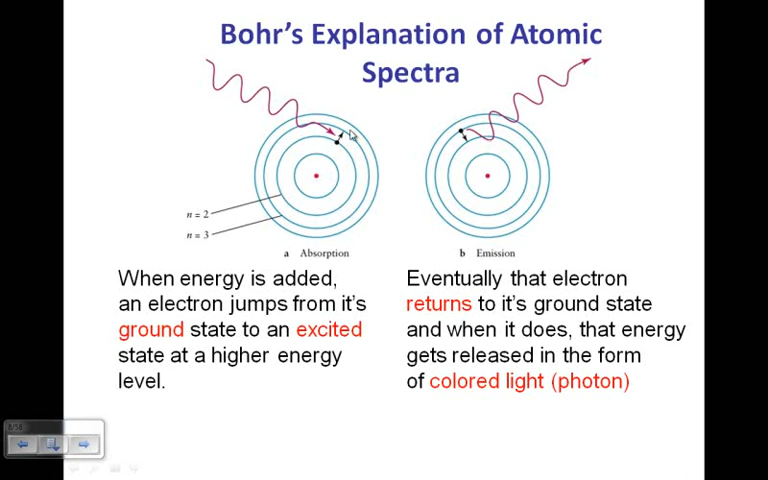 Bohr's Explanation of Atomic
Spectra
n = 2
n = 3
a Absorption
b Emission
When energy is added,
an electron jumps from it's
ground state to an excited
state at a higher energy
level.
Eventually that electron
returns to it's ground state
and when it does, that energy
gets released in the form
of colored light (photon)
8/58